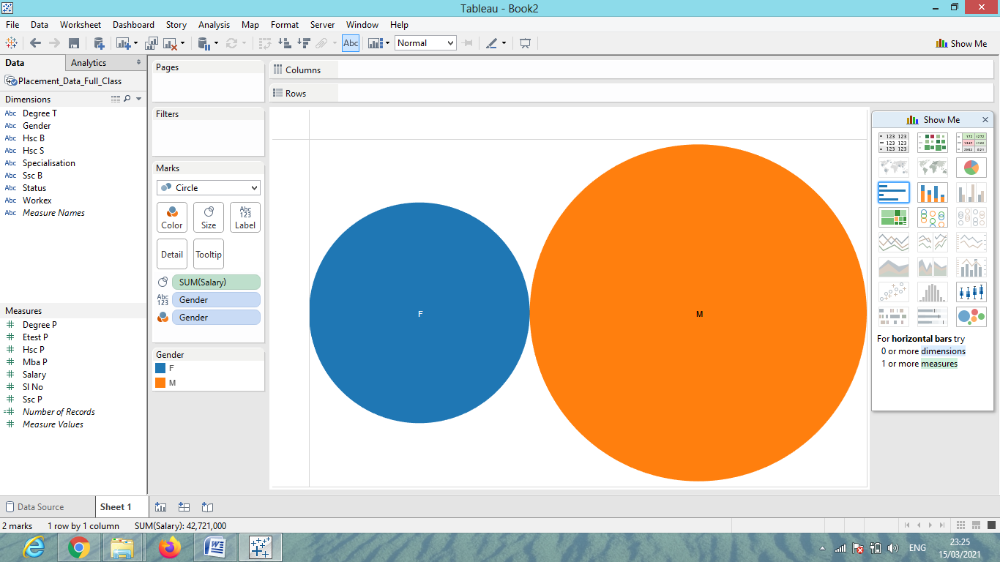 Tableau - Book2
File Data Worksheet Dashboard Story Analysis Map Format Server Window Help
Abc Normal Show Me
Data Analytics
Placement_Data_Full_Class
Dimensions
Abc Degree T
Abc Gender
Abc Hsc B
Abc Hsc S
Abc Specialisation
Abc Ssc B
Abc Status
Abc Workex
Abc Measure Names
Measures
# Degree P
# Etest P
# Hsc P
# Mba P
# Salary
# Sl No
# Ssc P
=# Number of Records
# Measure Values
Pages
Filters
Marks
Circle
Abc
123
Color Size Label
Detail Tooltip
SUM(Salary)
Abc
123 Gender
Gender
Gender
F
M
Columns
Rows
F M
Show Me
123 123
123 123
123 123
For horizontal bars try
0 or more dimensions
1 or more measures
Data Source Sheet 1
2 marks 1 row by 1 column SUM(Salary): 42,721,000
ENG
23:25
15/03/2021